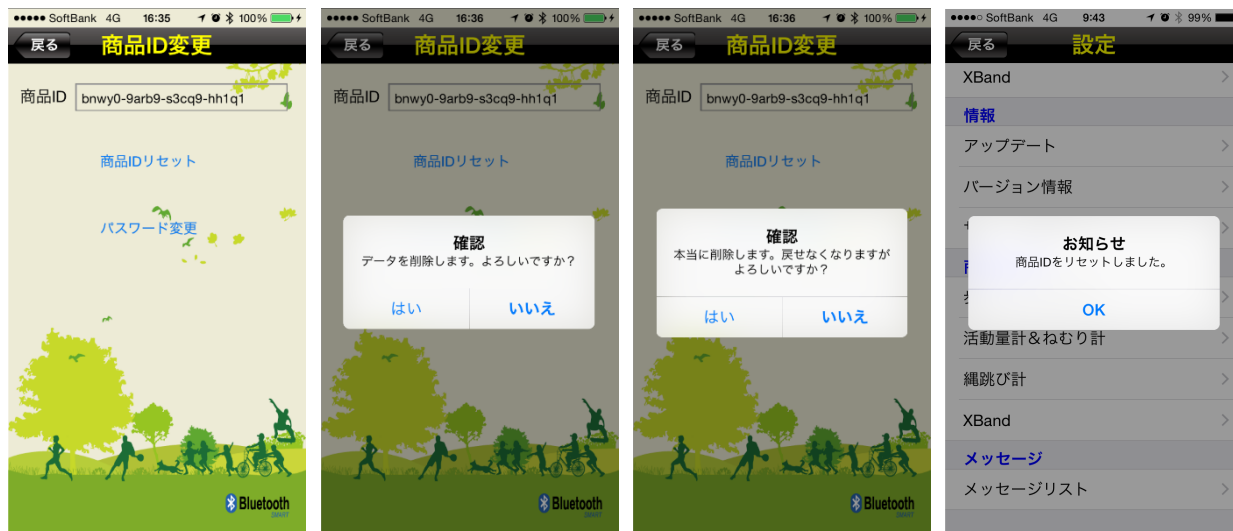 SoftBank 4G 16:35 100%
戻る 商品ID変更
商品ID bnwy0-9arb9-s3cq9-hh1q1
商品IDリセット
パスワード変更
Bluetooth
SMART
SoftBank 4G 16:36 100%
戻る 商品ID変更
商品ID bnwy0-9arb9-s3cq9-hh1q1
商品IDリセット
確認
データを削除します。よろしいですか?
はい いいえ
Bluetooth
SMART
SoftBank 4G 16:36 100%
戻る 商品ID変更
商品ID bnwy0-9arb9-s3cq9-hh1q1
商品IDリセット
確認
本当に削除します。戻せなくなりますが
よろしいですか?
はい いいえ
Bluetooth
SMART
SoftBank 4G 9:43 99%
戻る 設定
XBand
情報
アップデート
バージョン情報
お知らせ
商品IDをリセットしました。
OK
活動量計&ねむり計
縄跳び計
XBand
メッセージ
メッセージリスト